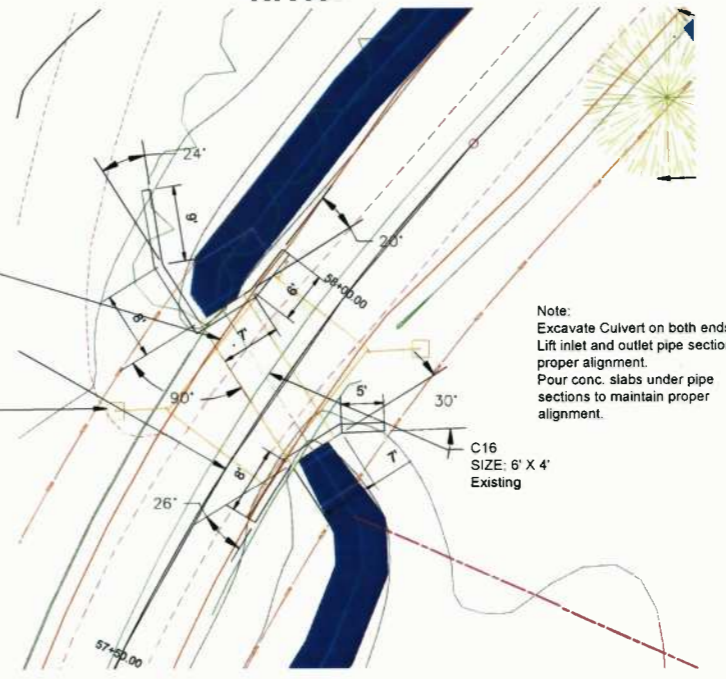 24°
6'
20°
58+00.00
6'
8'
7'
Note:
Excavate Culvert on both ends
Lift inlet and outlet pipe sectio
proper alignment.
Pour conc. slabs under pipe
sections to maintain proper
alignment.
90°
5'
30°
C16
SIZE: 6' X 4'
Existing
8'
7'
26°
57+50.00